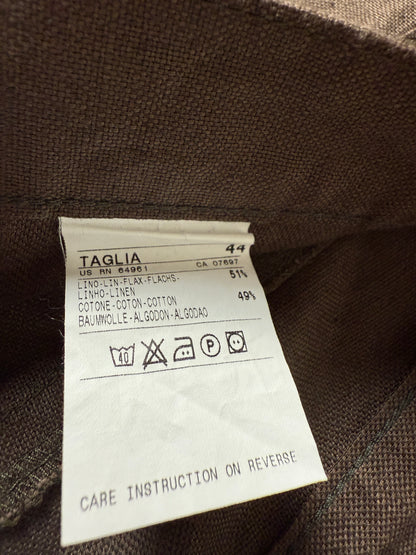 TAGLIA 44
US RN 64961 CA 07697
LINO-LIN-FLAX-FLACHS- 51%
LINHO-LINEN
COTONE-COTON-COTTON 49%
BAUMWOLLE-ALGODON-ALGODAO
40 P
CARE INSTRUCTION ON REVERSE